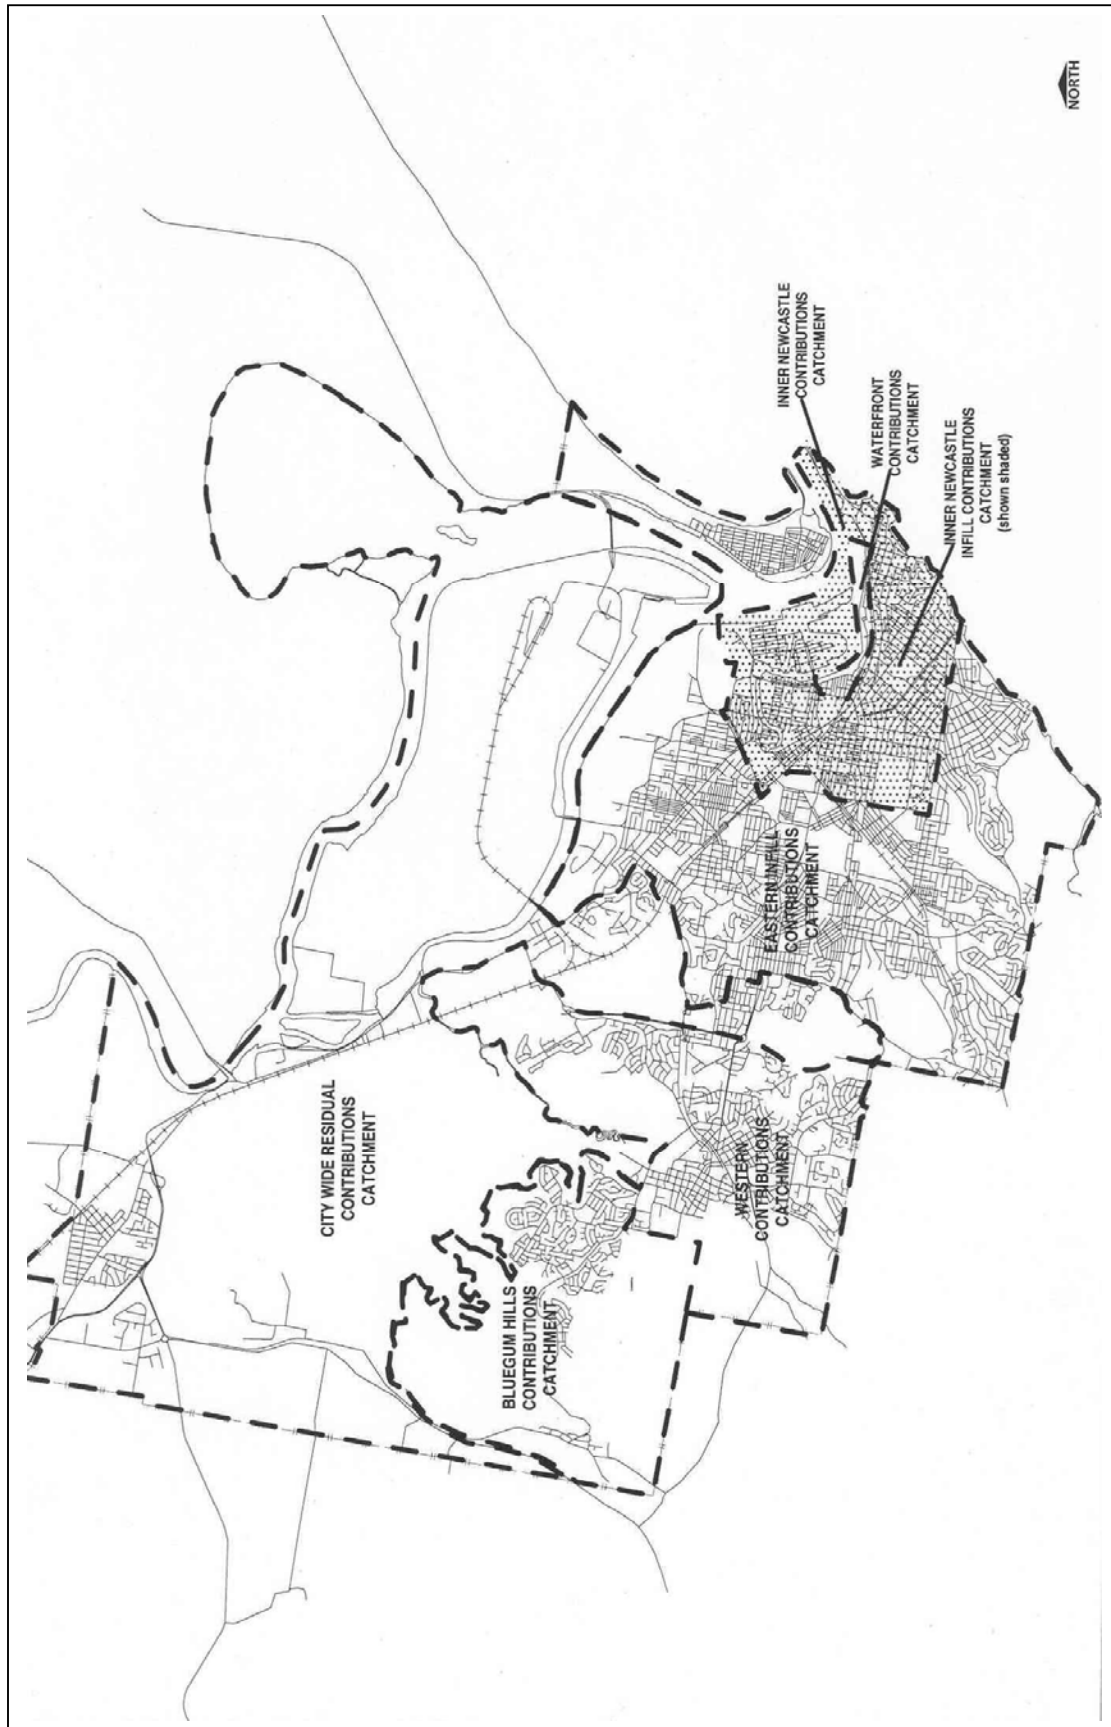 NORTH
INNER NEWCASTLE
CONTRIBUTIONS
CATCHMENT
WATERFRONT
CONTRIBUTIONS
CATCHMENT
INNER NEWCASTLE
INFILL CONTRIBUTIONS
CATCHMENT
(shown shaded)
EASTERN INFILL
CONTRIBUTIONS
CATCHMENT
CITY WIDE RESIDUAL
CONTRIBUTIONS
CATCHMENT
WESTERN
CONTRIBUTIONS
CATCHMENT
BLUEGUM HILLS
CONTRIBUTIONS
CATCHMENT